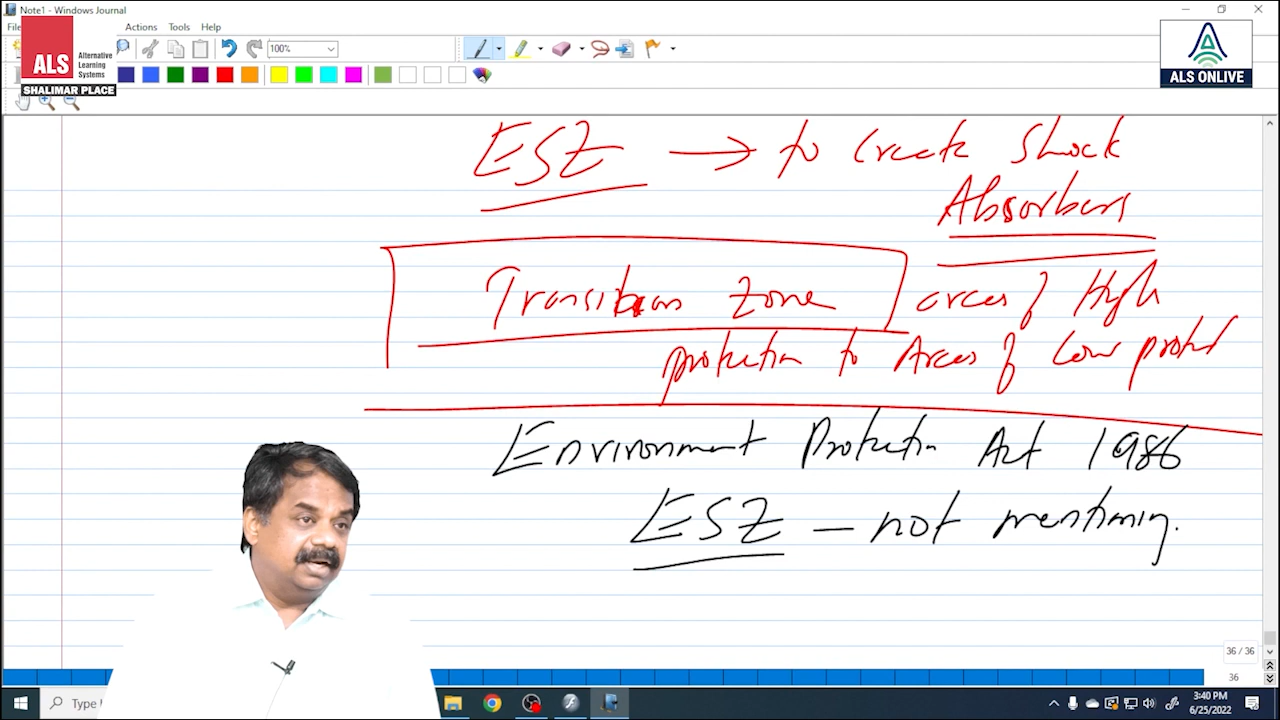 Note1 - Windows Journal
Actions Tools Help
100%
ALS
Alternative
Learning
Systems
SHALIMAR PLACE
ALS ONLIVE
ESZ → to Create Shock
Absorbers
Transition zone areas of High
protection to Areas of Low protect
Environment Protection Act 1986
ESZ - not mentioning.
36 / 36
36
Type
3:40 PM
6/25/2022